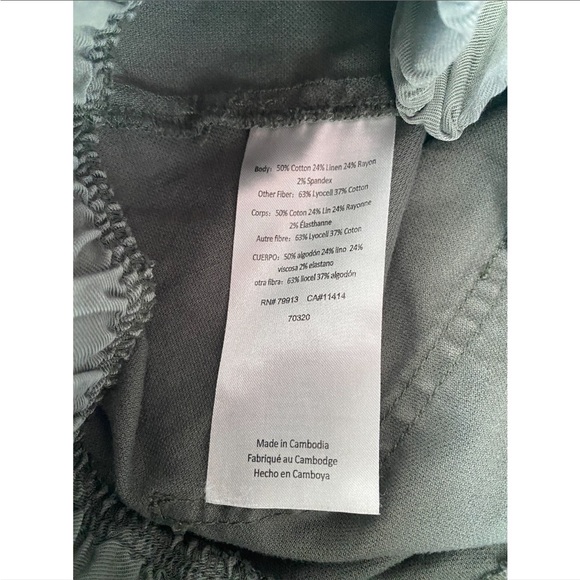 Body: 50% Cotton 24% Linen 24% Rayon
2% Spandex
Other Fiber: 63% Lyocell 37% Cotton
Corps: 50% Coton 24% Lin 24% Rayonne
2% Élasthanne
Autre fibre: 63% Lyocell 37% Coton
CUERPO: 50% algodón 24% lino 24%
viscosa 2% elastano
otra fibra: 63% liocel 37% algodón
RN# 79913 CA#11414
70320
Made in Cambodia
Fabriqué au Cambodge
Hecho en Camboya